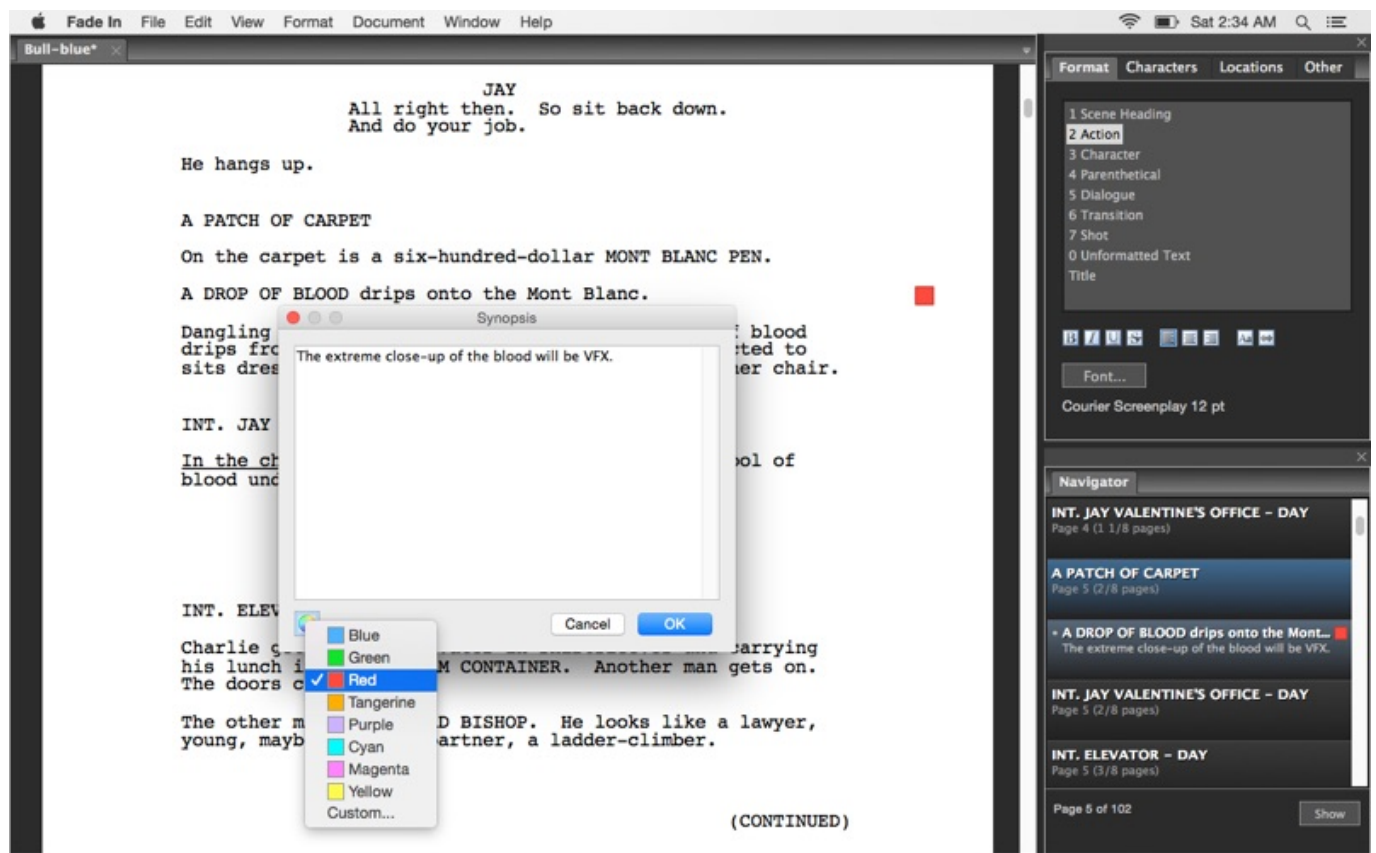 Fade In File Edit View Format Document Window Help Sat 2:34 AM
Bull-blue*
JAY
All right then. So sit back down.
And do your job.
He hangs up.
A PATCH OF CARPET
On the carpet is a six-hundred-dollar MONT BLANC PEN.
A DROP OF BLOOD drips onto the Mont Blanc.
Dangling blood
drips to
sits chair.
INT. JAY
In the of
blood
INT.
Charlie carrying
his lunch CONTAINER. Another man gets on.
The doors
The other BISHOP. He looks like a lawyer,
young, a ladder-climber.
(CONTINUED)
Synopsis
The extreme close-up of the blood will be VFX.
Cancel OK
Blue
Green
Red
Tangerine
Purple
Cyan
Magenta
Yellow
Custom...
Format Characters Locations Other
1 Scene Heading
2 Action
3 Character
4 Parenthetical
5 Dialogue
6 Transition
7 Shot
0 Unformatted Text
Title
B I U S Aa
Font...
Courier Screenplay 12 pt
Navigator
INT. JAY VALENTINE'S OFFICE - DAY
Page 4 (1 1/8 pages)
A PATCH OF CARPET
Page 5 (2/8 pages)
• A DROP OF BLOOD drips onto the Mont...
The extreme close-up of the blood will be VFX.
INT. JAY VALENTINE'S OFFICE - DAY
Page 5 (2/8 pages)
INT. ELEVATOR - DAY
Page 5 (3/8 pages)
Page 5 of 102
Show